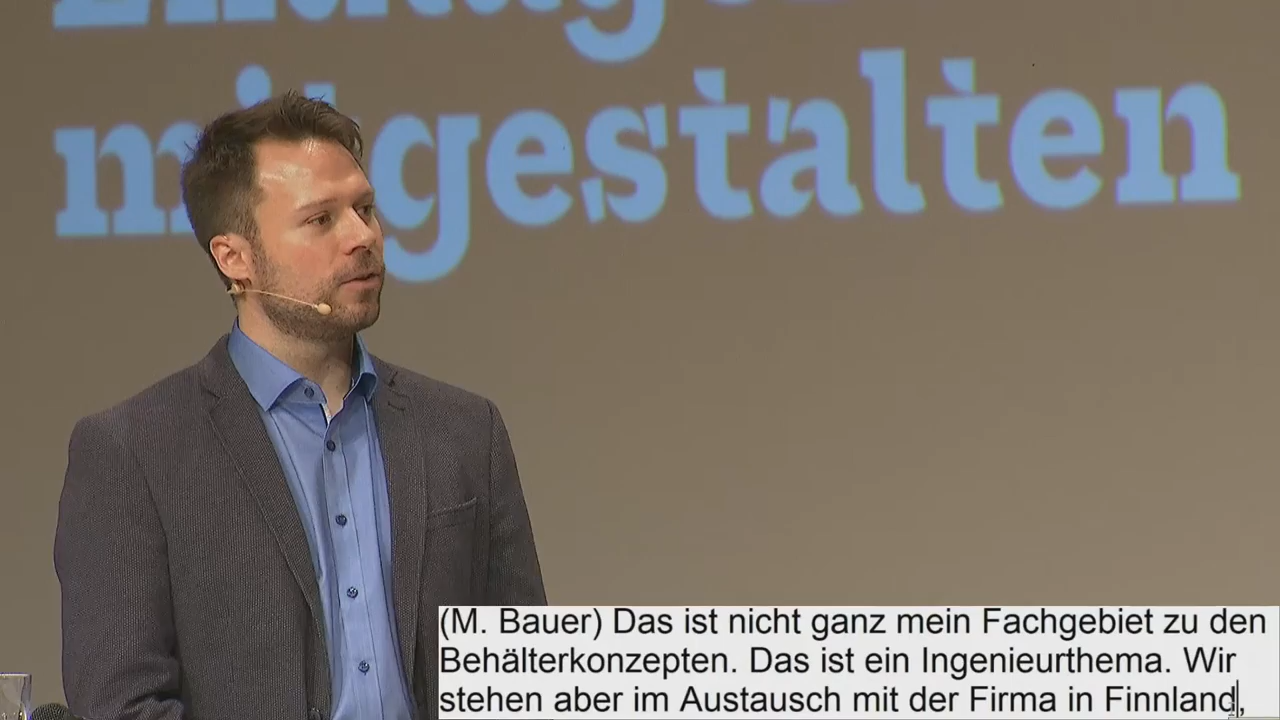 mitgestalten
(M. Bauer) Das ist nicht ganz mein Fachgebiet zu den
Behälterkonzepten. Das ist ein Ingenieurthema. Wir
stehen aber im Austausch mit der Firma in Finnland,